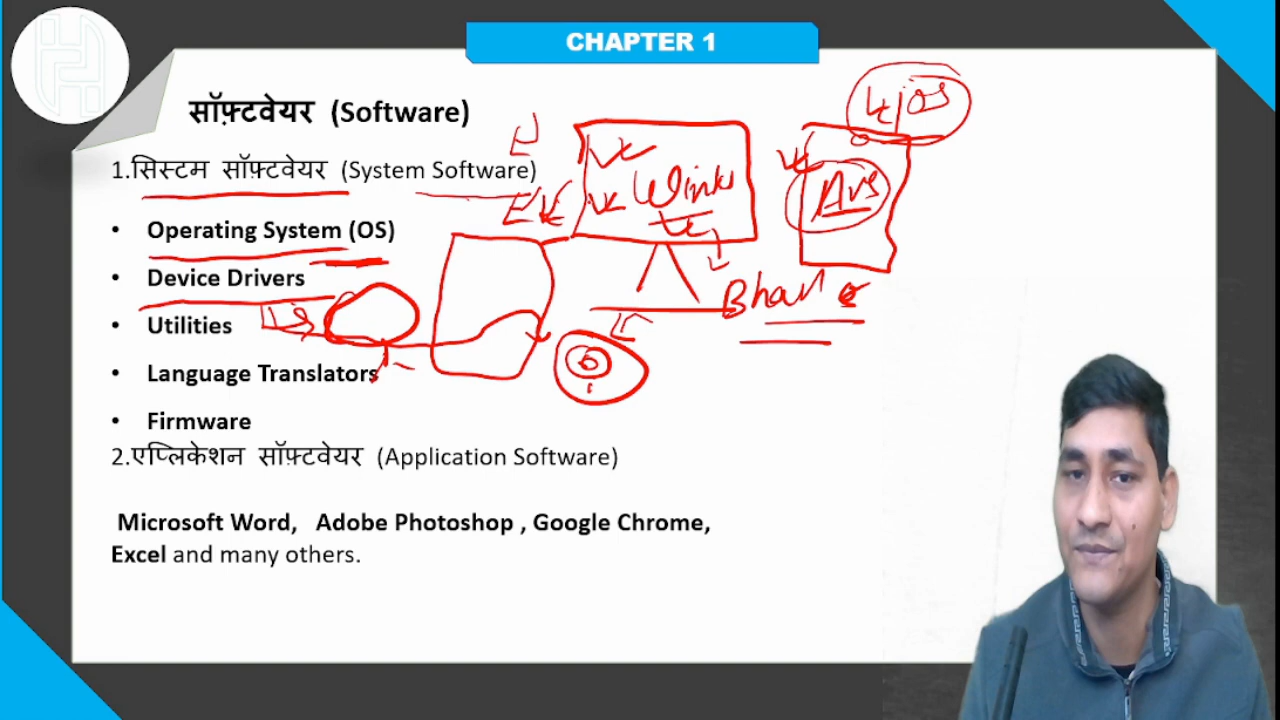 CHAPTER 1
सॉफ़्टवेयर (Software)
1.सिस्टम सॉफ़्टवेयर (System Software)
• Operating System (OS)
• Device Drivers
• Utilities
• Language Translators
• Firmware
2.एप्लिकेशन सॉफ़्टवेयर (Application Software)
Microsoft Word, Adobe Photoshop , Google Chrome,
Excel and many others.